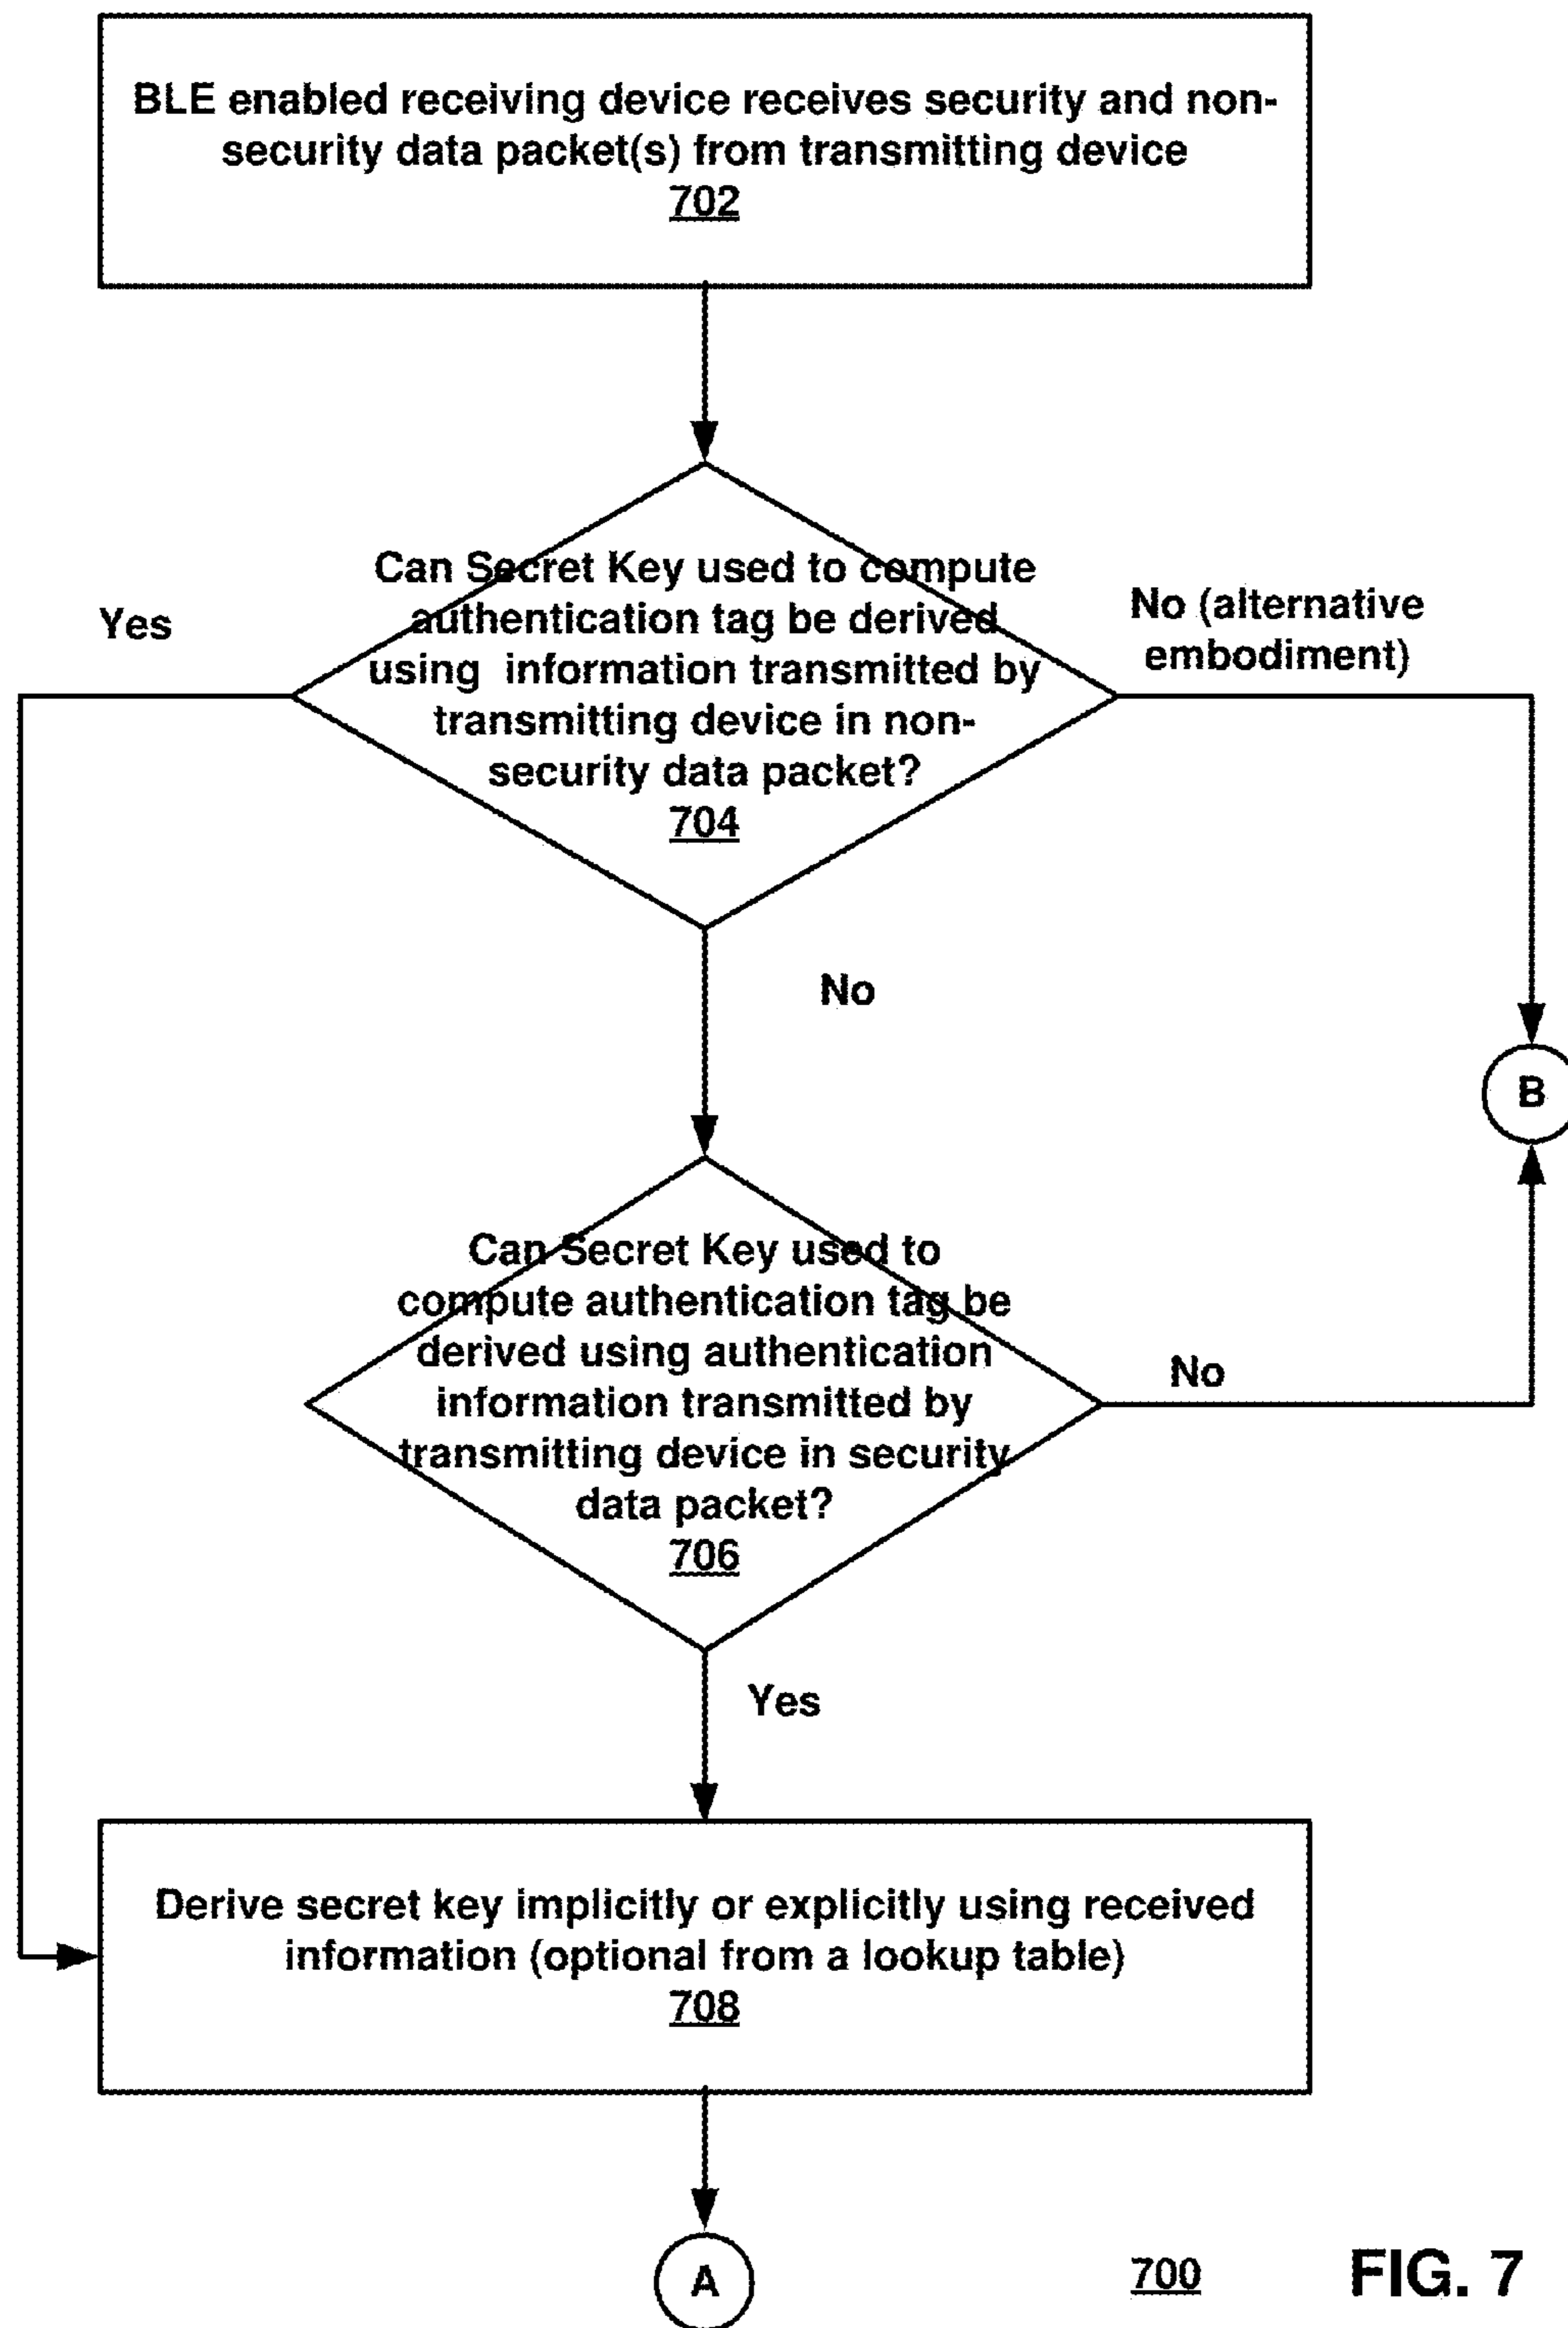 BLE enabled receiving device receives security and non-
security data packet(s) from transmitting device
702
Can Secret Key used to compute
authentication tag be derived
using information transmitted by
transmitting device in non-
security data packet?
704
Yes
No (alternative
embodiment)
No
B
Can Secret Key used to
compute authentication tag be
derived using authentication
information transmitted by
transmitting device in security
data packet?
706
No
Yes
Derive secret key implicitly or explicitly using received
information (optional from a lookup table)
708
A
700
FIG. 7